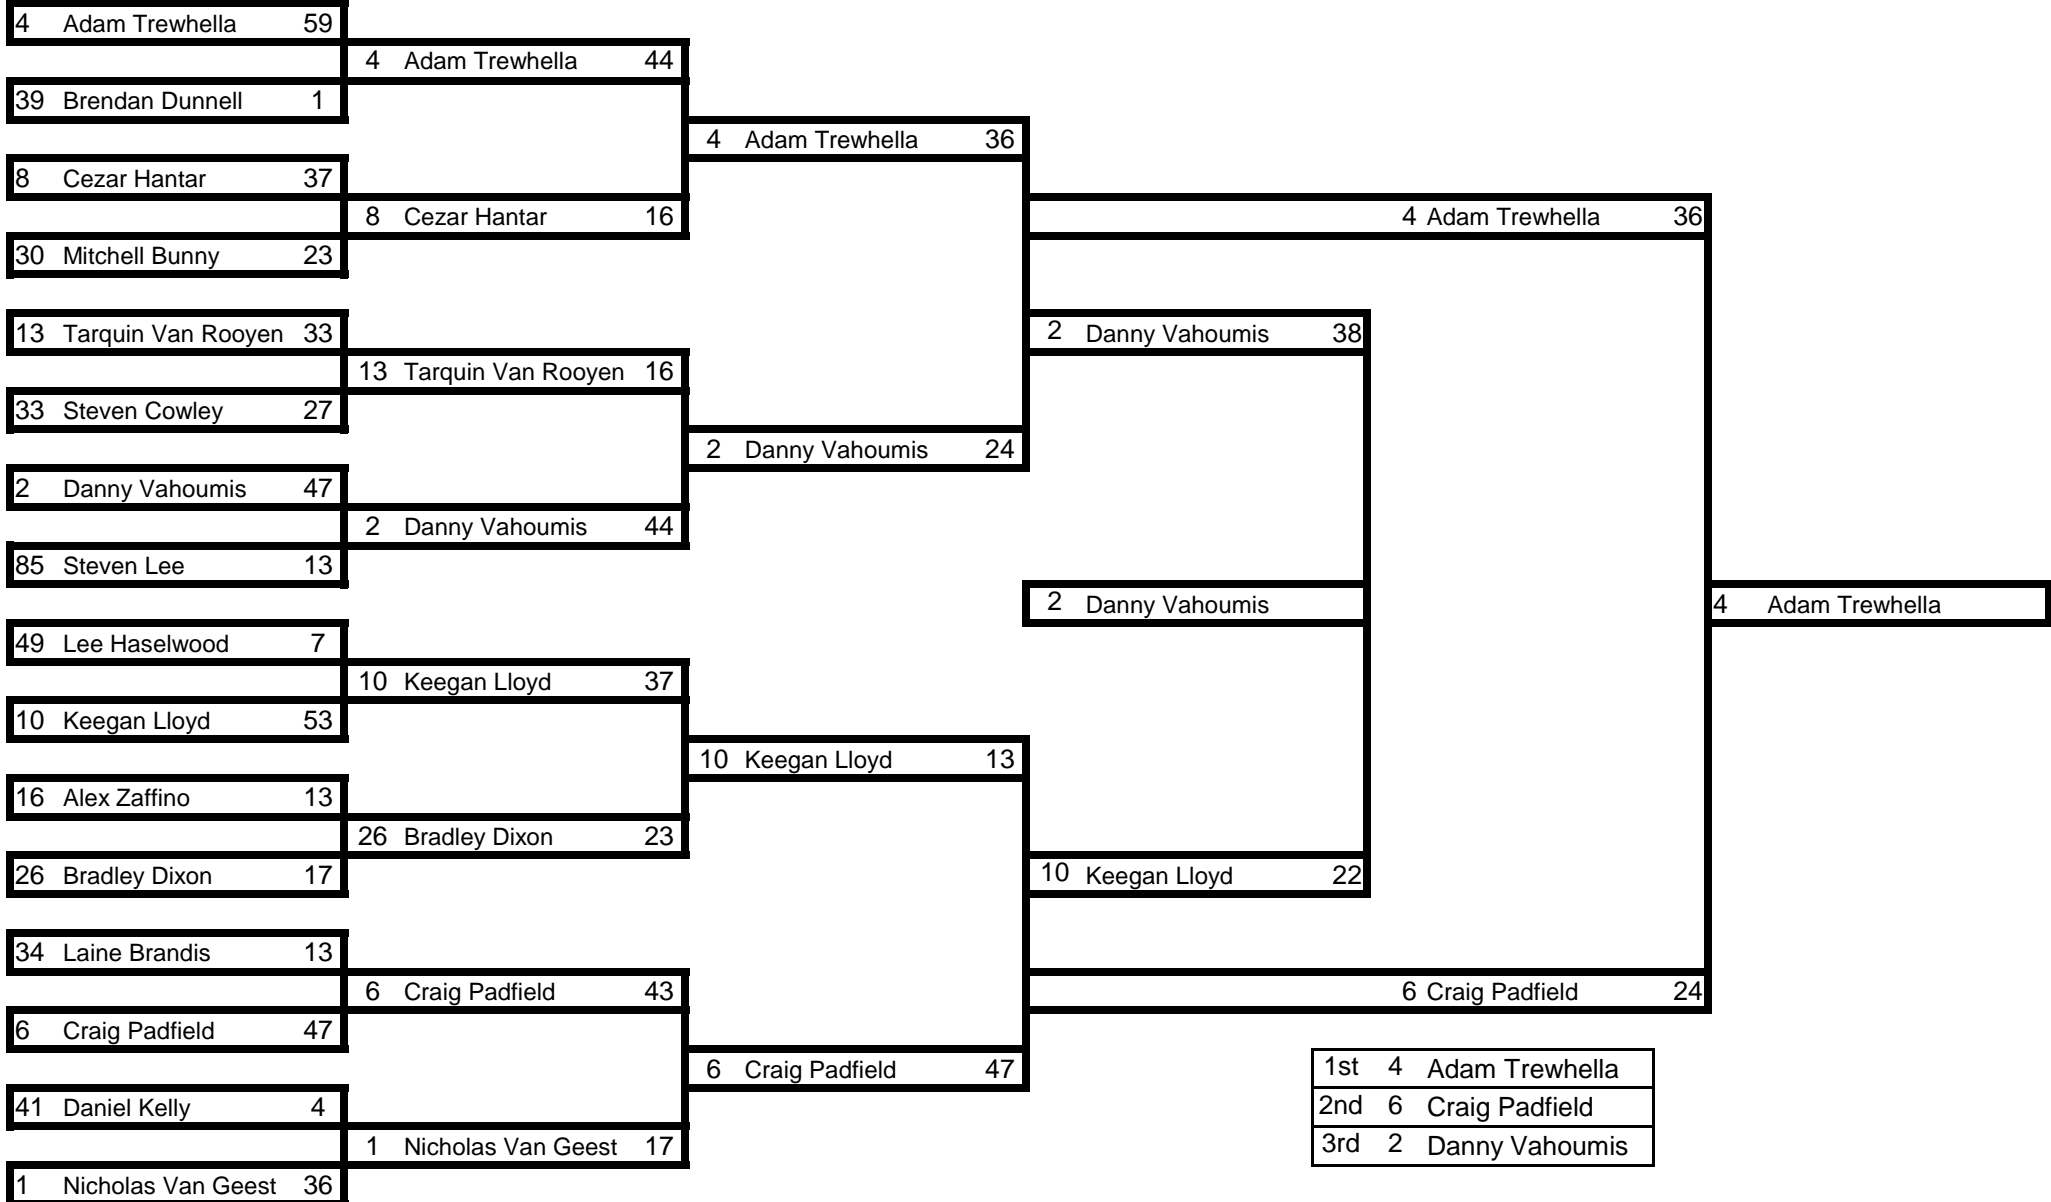 4 Adam Trewhella 59
4 Adam Trewhella 44
39 Brendan Dunnell 1
4 Adam Trewhella 36
8 Cezar Hantar 37
8 Cezar Hantar 16
4 Adam Trewhella 36
30 Mitchell Bunny 23
13 Tarquin Van Rooyen 33
2 Danny Vahoumis 38
13 Tarquin Van Rooyen 16
33 Steven Cowley 27
2 Danny Vahoumis 24
2 Danny Vahoumis 47
2 Danny Vahoumis 44
85 Steven Lee 13
2 Danny Vahoumis
4 Adam Trewhella
49 Lee Haselwood 7
10 Keegan Lloyd 37
10 Keegan Lloyd 53
10 Keegan Lloyd 13
16 Alex Zaffino 13
26 Bradley Dixon 23
26 Bradley Dixon 17
10 Keegan Lloyd 22
34 Laine Brandis 13
6 Craig Padfield 43
6 Craig Padfield 24
6 Craig Padfield 47
6 Craig Padfield 47
1st 4 Adam Trewhella
41 Daniel Kelly 4
2nd 6 Craig Padfield
1 Nicholas Van Geest 17
3rd 2 Danny Vahoumis
1 Nicholas Van Geest 36